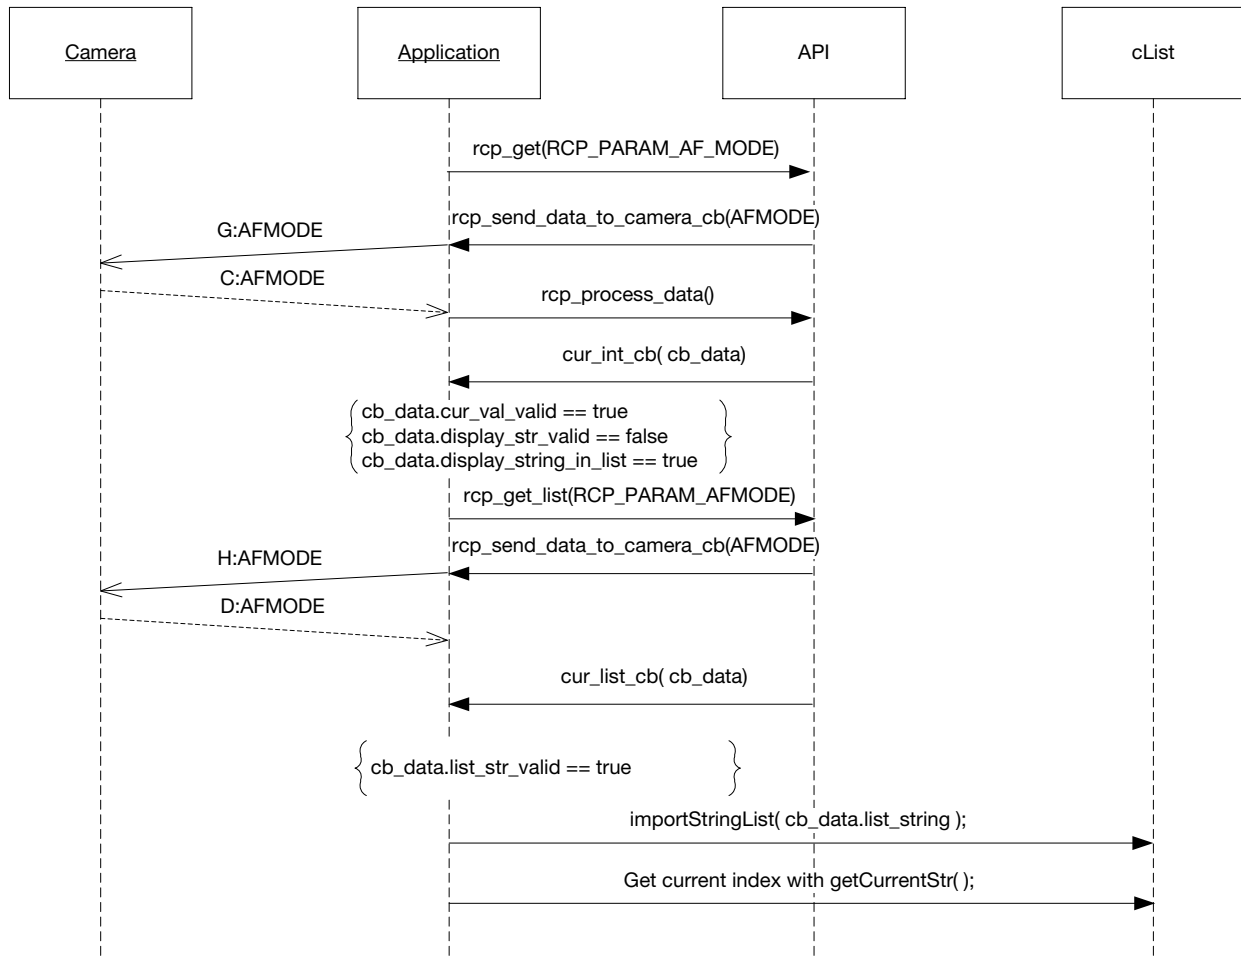 Camera
Application
API
cList
rcp_get(RCP_PARAM_AF_MODE)
rcp_send_data_to_camera_cb(AFMODE)
G:AFMODE
C:AFMODE
rcp_process_data()
cur_int_cb( cb_data)
cb_data.cur_val_valid == true
cb_data.display_str_valid == false
cb_data.display_string_in_list == true
rcp_get_list(RCP_PARAM_AFMODE)
rcp_send_data_to_camera_cb(AFMODE)
H:AFMODE
D:AFMODE
cur_list_cb( cb_data)
cb_data.list_str_valid == true
importStringList( cb_data.list_string );
Get current index with getCurrentStr( );